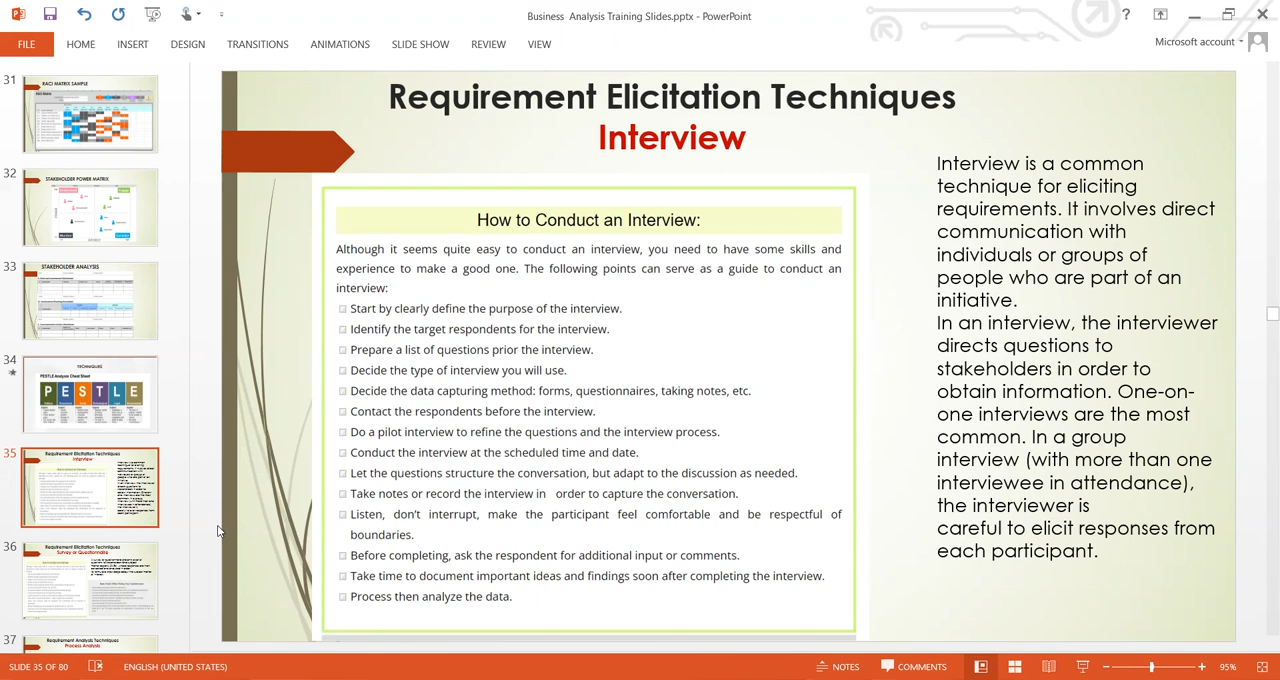 Business Analysis Training Slides.pptx - PowerPoint
?
FILE HOME INSERT DESIGN TRANSITIONS ANIMATIONS SLIDE SHOW REVIEW VIEW
Microsoft account
31
RACI MATRIX SAMPLE
32
STAKEHOLDER POWER MATRIX
33
STAKEHOLDER ANALYSIS
34
TECHNIQUES
PESTLE Analysis Cheat Sheet
P E S T L E
35
Requirement Elicitation Techniques
Interview
36
Requirement Elicitation Techniques
Survey or Questionnaire
37
Requirement Analysis Techniques
Process Analysis
Requirement Elicitation Techniques
Interview
How to Conduct an Interview:
Although it seems quite easy to conduct an interview, you need to have some skills and
experience to make a good one. The following points can serve as a guide to conduct an
interview:
Start by clearly define the purpose of the interview.
Identify the target respondents for the interview.
Prepare a list of questions prior the interview.
Decide the type of interview you will use.
Decide the data capturing method: forms, questionnaires, taking notes, etc.
Contact the respondents before the interview.
Do a pilot interview to refine the questions and the interview process.
Conduct the interview at the scheduled time and date.
Let the questions structure the conversation, but adapt to the discussion as needed.
Take notes or record the interview in order to capture the conversation.
Listen, don't interrupt, make the participant feel comfortable and be respectful of
boundaries.
Before completing, ask the respondent for additional input or comments.
Take time to document important ideas and findings soon after completing the interview.
Process then analyze the data.
Interview is a common
technique for eliciting
requirements. It involves direct
communication with
individuals or groups of
people who are part of an
initiative.
In an interview, the interviewer
directs questions to
stakeholders in order to
obtain information. One-on-
one interviews are the most
common. In a group
interview (with more than one
interviewee in attendance),
the interviewer is
careful to elicit responses from
each participant.
SLIDE 35 OF 80 ENGLISH (UNITED STATES) NOTES COMMENTS 95%